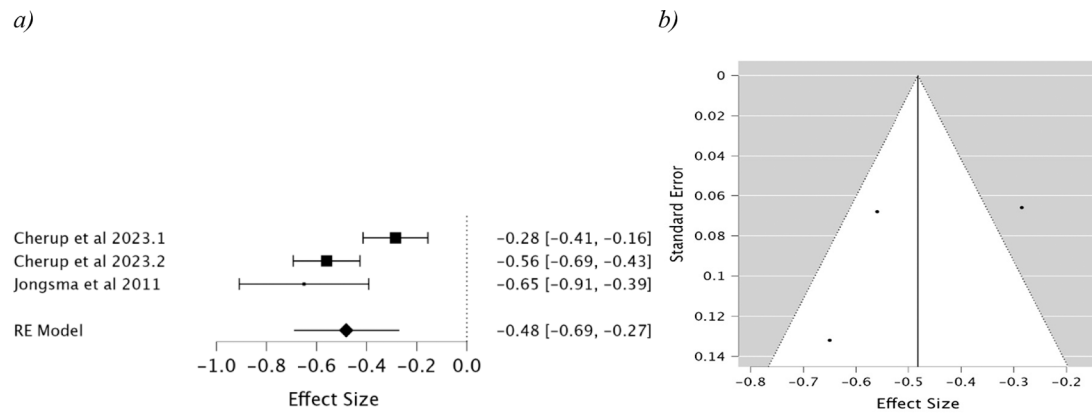 a)
Cherup et al 2023.1 -0.28 [-0.41, -0.16]
Cherup et al 2023.2 -0.56 [-0.69, -0.43]
Jongsma et al 2011 -0.65 [-0.91, -0.39]
RE Model -0.48 [-0.69, -0.27]
-1.0 -0.8 -0.6 -0.4 -0.2 0.0
Effect Size
b)
Standard Error
0
0.02
0.04
0.06
0.08
0.1
0.12
0.14
-0.8 -0.7 -0.6 -0.5 -0.4 -0.3 -0.2
Effect Size